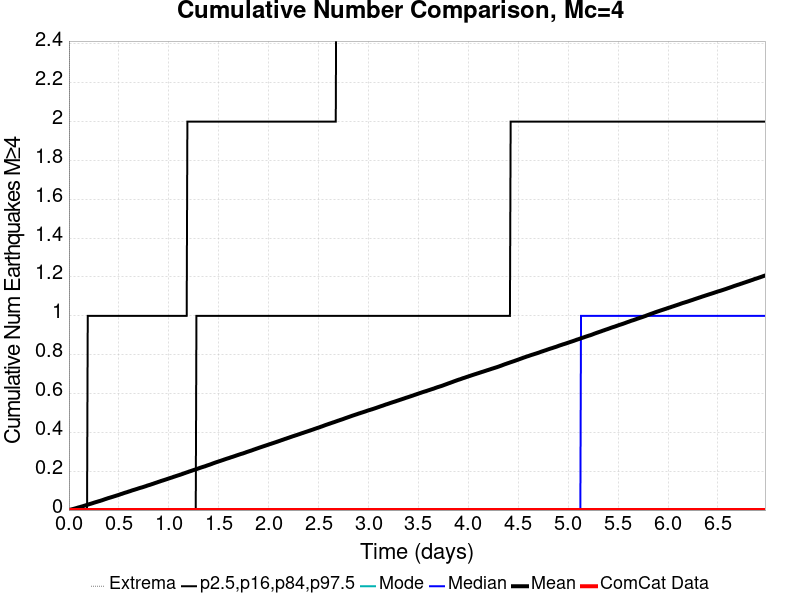 Cumulative Number Comparison, Mc=4
Cumulative Num Earthquakes M≥4
2.4
2.2
2
1.8
1.6
1.4
1.2
1
0.8
0.6
0.4
0.2
0
0.0 0.5 1.0 1.5 2.0 2.5 3.0 3.5 4.0 4.5 5.0 5.5 6.0 6.5
Time (days)
Extrema p2.5,p16,p84,p97.5 Mode Median Mean ComCat Data